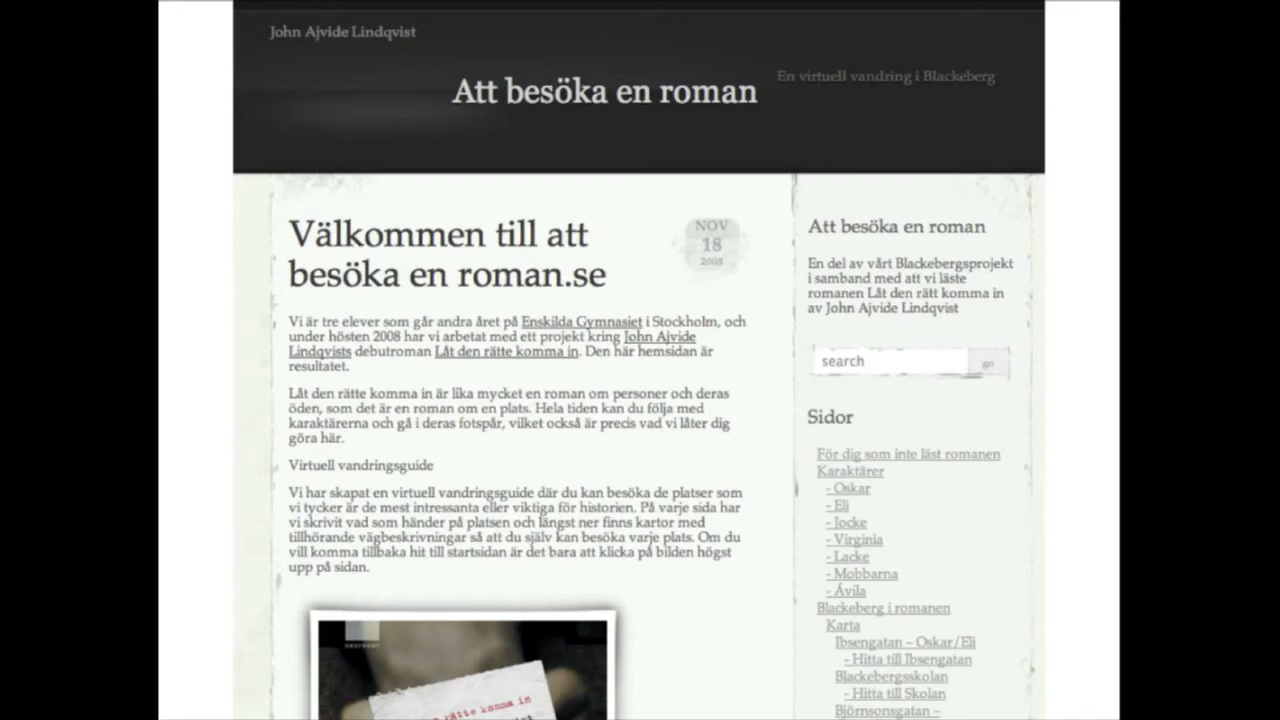 John Ajvide Lindqvist
Att besöka en roman
En virtuell vandring i Blackeberg
Välkommen till att
besöka en roman.se
NOV
18
2008
Vi är tre elever som går andra året på Enskilda Gymnasiet i Stockholm, och
under hösten 2008 har vi arbetat med ett projekt kring John Ajvide
Lindqvists debutroman Låt den rätte komma in. Den här hemsidan är
resultatet.
Låt den rätte komma in är lika mycket en roman om personer och deras
öden, som det är en roman om en plats. Hela tiden kan du följa med
karaktärerna och gå i deras fotspår, vilket också är precis vad vi låter dig
göra här.
Virtuell vandringsguide
Vi har skapat en virtuell vandringsguide där du kan besöka de platser som
vi tycker är de mest intressanta eller viktiga för historien. På varje sida har
vi skrivit vad som händer på platsen och längst ner finns kartor med
tillhörande vägbeskrivningar så att du själv kan besöka varje plats. Om du
vill komma tillbaka hit till startsidan är det bara att klicka på bilden högst
upp på sidan.
rätte komma in
Att besöka en roman
En del av vårt Blackebergsprojekt
i samband med att vi läste
romanen Låt den rätt komma in
av John Ajvide Lindqvist
search
go
Sidor
För dig som inte läst romanen
Karaktärer
- Oskar
- Eli
- Jocke
- Virginia
- Lacke
- Mobbarna
- Ávila
Blackeberg i romanen
Karta
Ibsengatan – Oskar/Eli
- Hitta till Ibsengatan
Blackebergsskolan
- Hitta till Skolan
Björnsonsgatan –